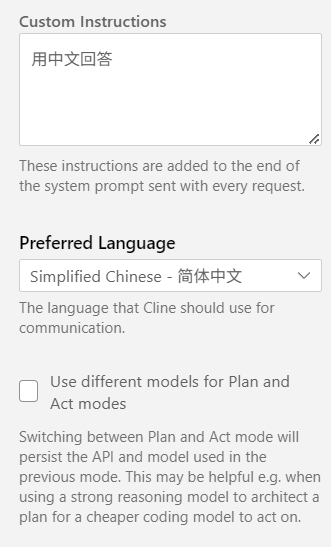 Custom Instructions
用中文回答
These instructions are added to the end of
the system prompt sent with every request.
Preferred Language
Simplified Chinese - 简体中文
The language that Cline should use for
communication.
Use different models for Plan and
Act modes
Switching between Plan and Act mode will
persist the API and model used in the
previous mode. This may be helpful e.g. when
using a strong reasoning model to architect a
plan for a cheaper coding model to act on.